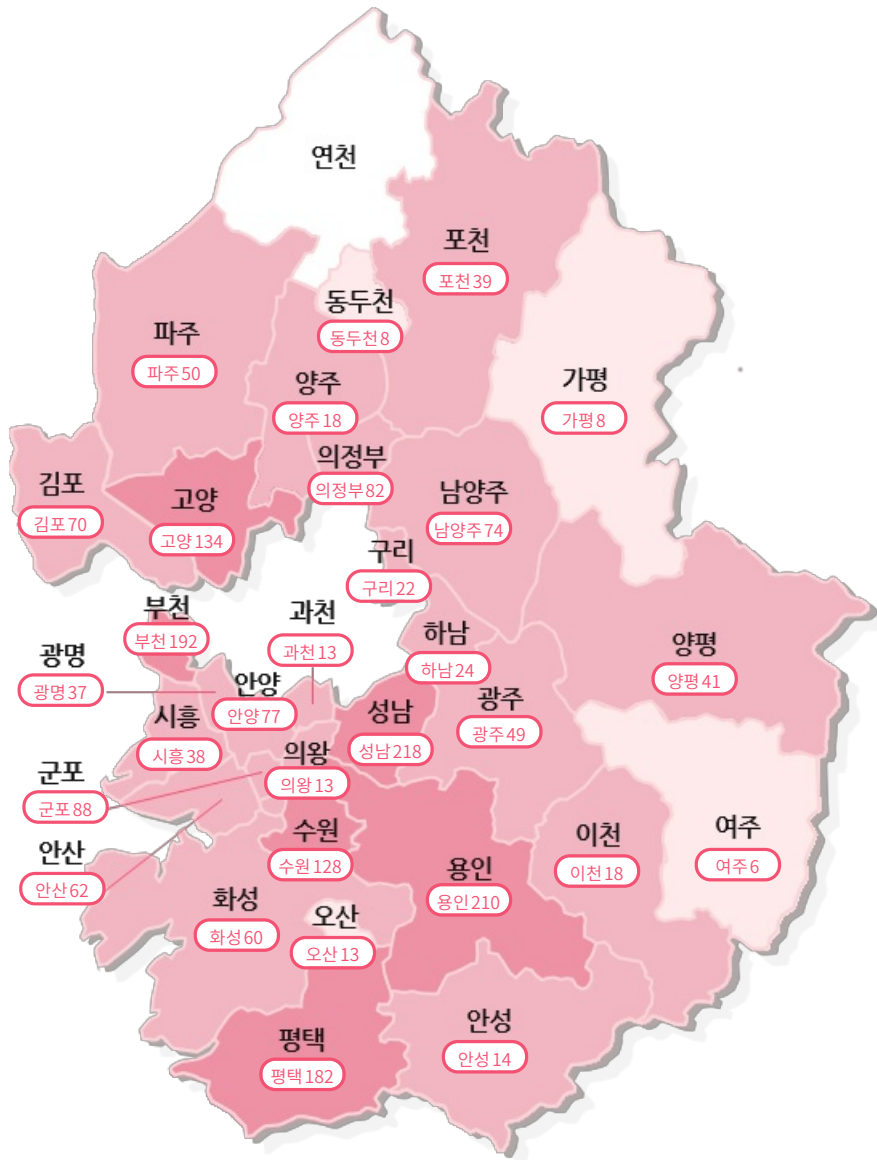 연천
포천
포천39
동두천
동두천8
파주
파주50
양주
양주18
가평
가평8
의정부
의정부82
김포
김포70
고양
고양134
남양주
남양주74
구리
구리22
부천
부천192
과천
과천13
하남
하남24
양평
양평41
광명
광명37
안양
안양77
시흥
시흥38
성남
성남218
광주
광주49
의왕
의왕13
군포
군포88
수원
수원128
안산
안산62
용인
용인210
이천
이천18
여주
여주6
화성
화성60
오산
오산13
평택
평택182
안성
안성14